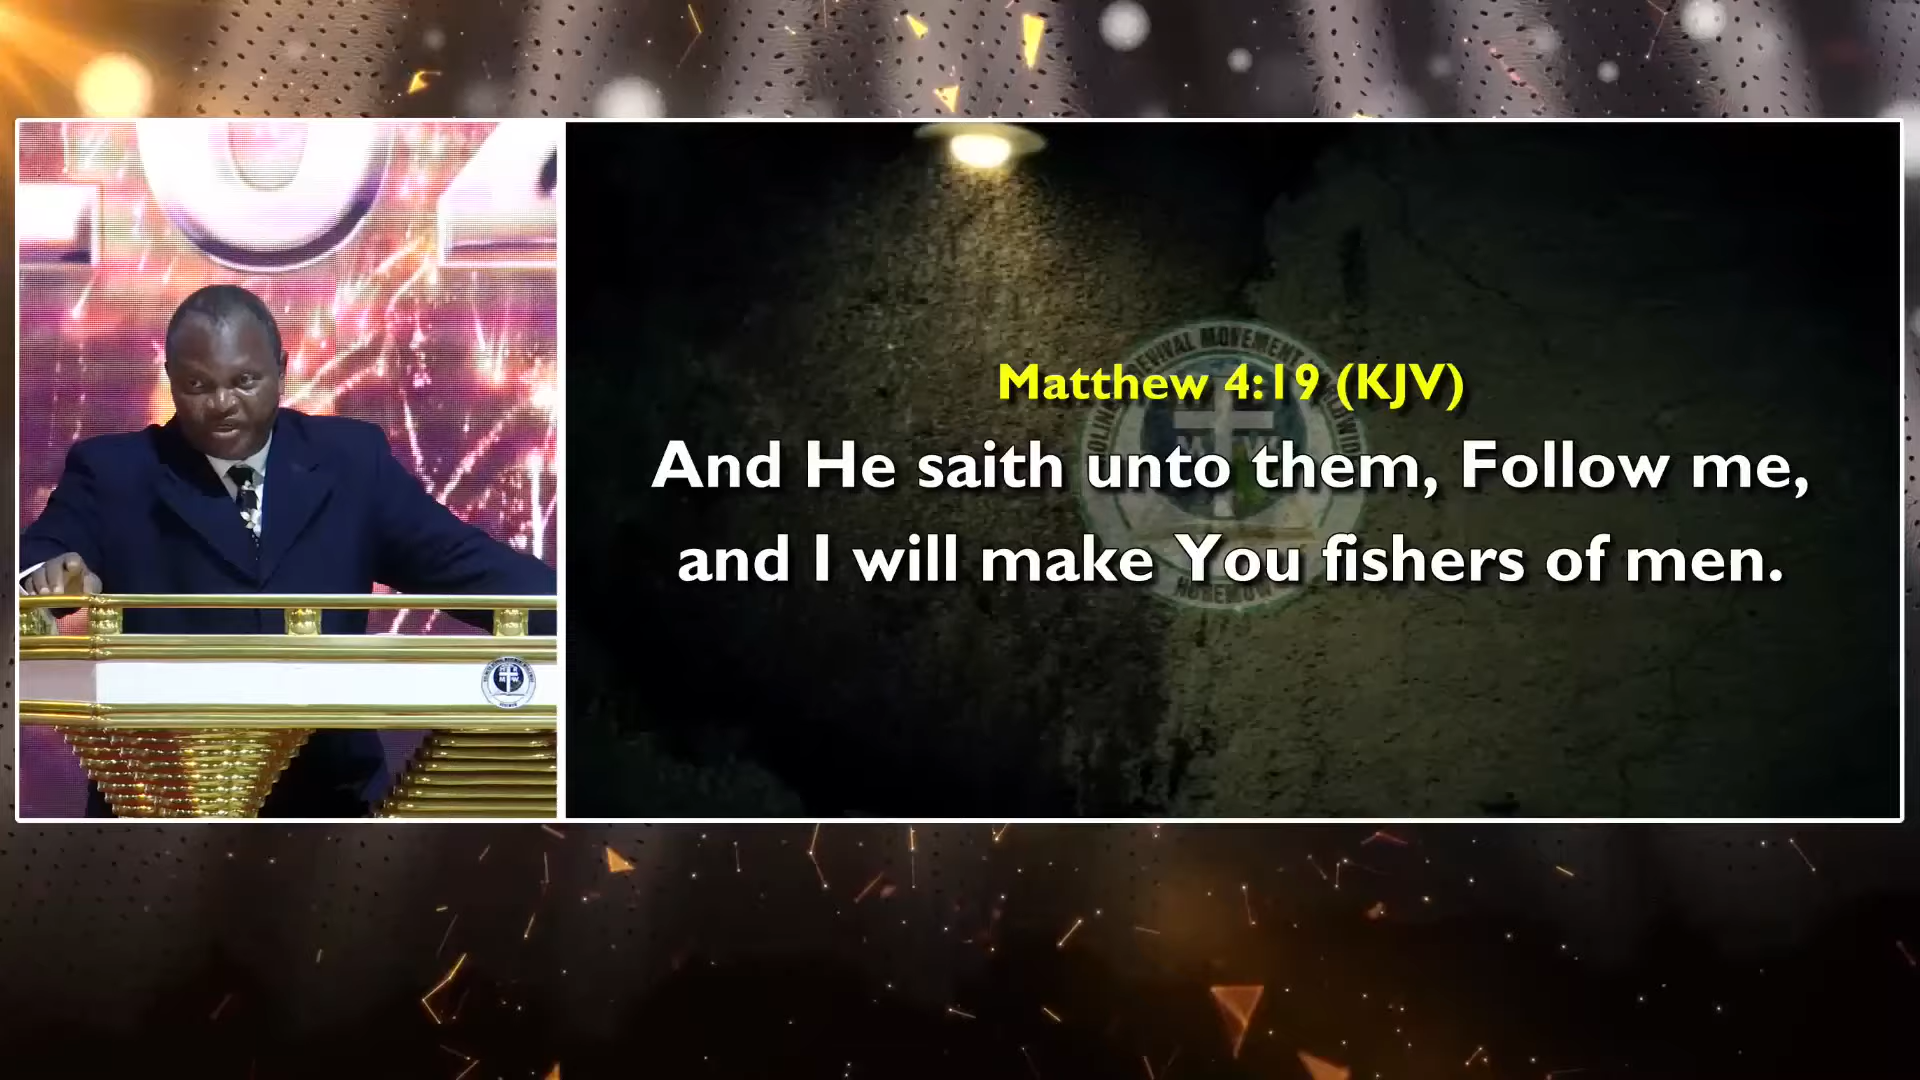 Matthew 4:19 (KJV)
And He saith unto them, Follow me,
and I will make You fishers of men.